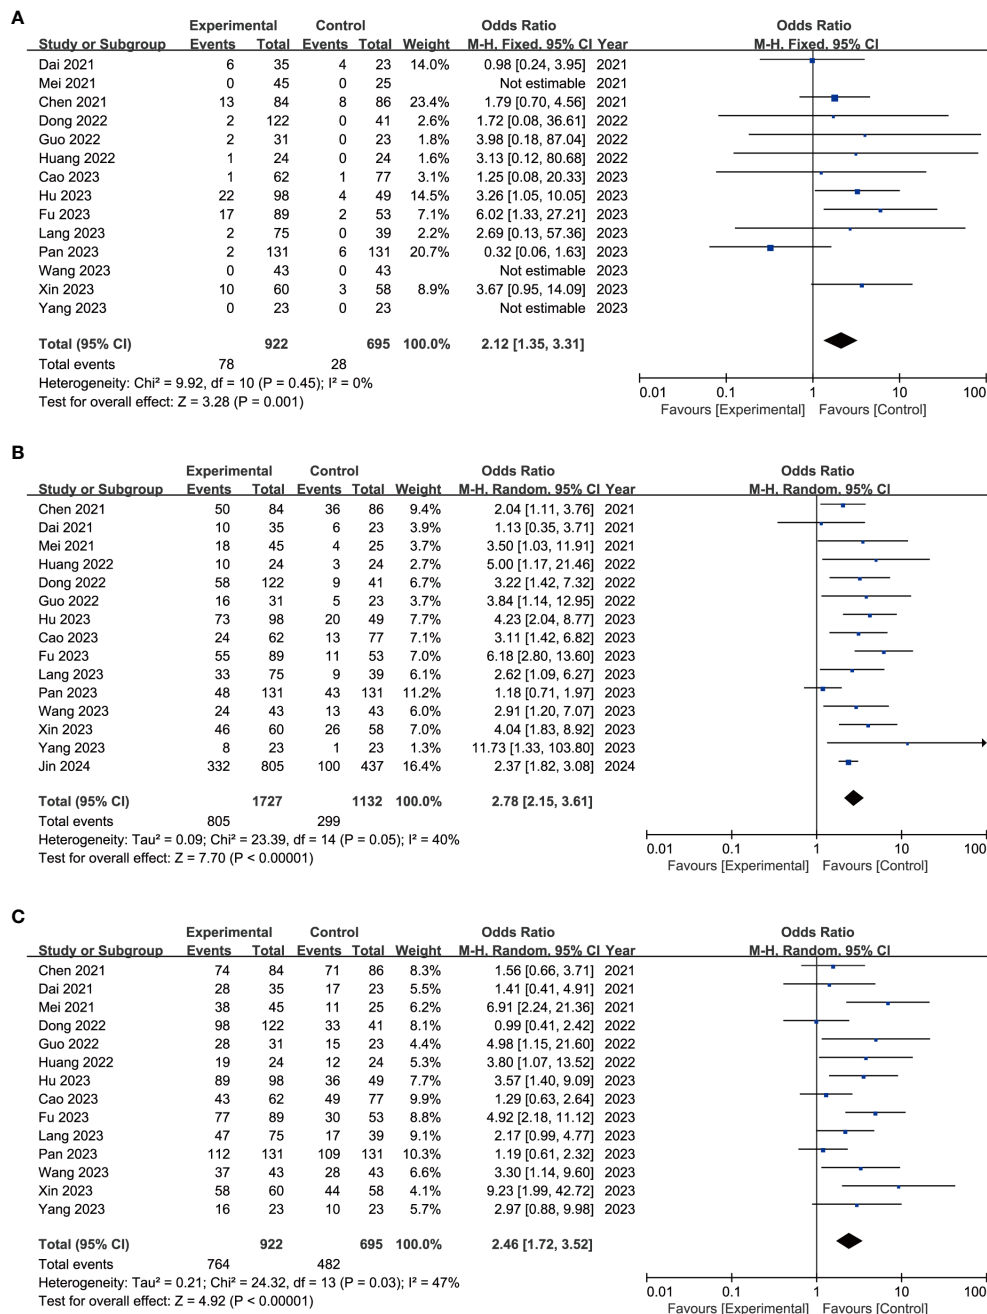 A
Experimental Control Odds Ratio Odds Ratio
Study or Subgroup Events Total Events Total Weight M-H, Fixed, 95% CI Year M-H, Fixed, 95% CI
Dai 2021 6 35 4 23 14.0% 0.98 [0.24, 3.95] 2021
Mei 2021 0 45 0 25 Not estimable 2021
Chen 2021 13 84 8 86 23.4% 1.79 [0.70, 4.56] 2021
Dong 2022 2 122 0 41 2.6% 1.72 [0.08, 36.61] 2022
Guo 2022 2 31 0 23 1.8% 3.98 [0.18, 87.04] 2022
Huang 2022 1 24 0 24 1.6% 3.13 [0.12, 80.68] 2022
Cao 2023 1 62 1 77 3.1% 1.25 [0.08, 20.33] 2023
Hu 2023 22 98 4 49 14.5% 3.26 [1.05, 10.05] 2023
Fu 2023 17 89 2 53 7.1% 6.02 [1.33, 27.21] 2023
Lang 2023 2 75 0 39 2.2% 2.69 [0.13, 57.36] 2023
Pan 2023 2 131 6 131 20.7% 0.32 [0.06, 1.63] 2023
Wang 2023 0 43 0 43 Not estimable 2023
Xin 2023 10 60 3 58 8.9% 3.67 [0.95, 14.09] 2023
Yang 2023 0 23 0 23 Not estimable 2023
Total (95% CI) 922 695 100.0% 2.12 [1.35, 3.31]
Total events 78 28
Heterogeneity: Chi² = 9.92, df = 10 (P = 0.45); I² = 0%
Test for overall effect: Z = 3.28 (P = 0.001)
0.01 0.1 1 10 100
Favours [Experimental] Favours [Control]
B
Experimental Control Odds Ratio Odds Ratio
Study or Subgroup Events Total Events Total Weight M-H, Random, 95% CI Year M-H, Random, 95% CI
Chen 2021 50 84 36 86 9.4% 2.04 [1.11, 3.76] 2021
Dai 2021 10 35 6 23 3.9% 1.13 [0.35, 3.71] 2021
Mei 2021 18 45 4 25 3.7% 3.50 [1.03, 11.91] 2021
Huang 2022 10 24 3 24 2.7% 5.00 [1.17, 21.46] 2022
Dong 2022 58 122 9 41 6.7% 3.22 [1.42, 7.32] 2022
Guo 2022 16 31 5 23 3.7% 3.84 [1.14, 12.95] 2022
Hu 2023 73 98 20 49 7.7% 4.23 [2.04, 8.77] 2023
Cao 2023 24 62 13 77 7.1% 3.11 [1.42, 6.82] 2023
Fu 2023 55 89 11 53 7.0% 6.18 [2.80, 13.60] 2023
Lang 2023 33 75 9 39 6.1% 2.62 [1.09, 6.27] 2023
Pan 2023 48 131 43 131 11.2% 1.18 [0.71, 1.97] 2023
Wang 2023 24 43 13 43 6.0% 2.91 [1.20, 7.07] 2023
Xin 2023 46 60 26 58 7.0% 4.04 [1.83, 8.92] 2023
Yang 2023 8 23 1 23 1.3% 11.73 [1.33, 103.80] 2023
Jin 2024 332 805 100 437 16.4% 2.37 [1.82, 3.08] 2024
Total (95% CI) 1727 1132 100.0% 2.78 [2.15, 3.61]
Total events 805 299
Heterogeneity: Tau² = 0.09; Chi² = 23.39, df = 14 (P = 0.05); I² = 40%
Test for overall effect: Z = 7.70 (P < 0.00001)
0.01 0.1 1 10 100
Favours [Experimental] Favours [Control]
C
Experimental Control Odds Ratio Odds Ratio
Study or Subgroup Events Total Events Total Weight M-H, Random, 95% CI Year M-H, Random, 95% CI
Chen 2021 74 84 71 86 8.3% 1.56 [0.66, 3.71] 2021
Dai 2021 28 35 17 23 5.5% 1.41 [0.41, 4.91] 2021
Mei 2021 38 45 11 25 6.2% 6.91 [2.24, 21.36] 2021
Dong 2022 98 122 33 41 8.1% 0.99 [0.41, 2.42] 2022
Guo 2022 28 31 15 23 4.4% 4.98 [1.15, 21.60] 2022
Huang 2022 19 24 12 24 5.3% 3.80 [1.07, 13.52] 2022
Hu 2023 89 98 36 49 7.7% 3.57 [1.40, 9.09] 2023
Cao 2023 43 62 49 77 9.9% 1.29 [0.63, 2.64] 2023
Fu 2023 77 89 30 53 8.8% 4.92 [2.18, 11.12] 2023
Lang 2023 47 75 17 39 9.1% 2.17 [0.99, 4.77] 2023
Pan 2023 112 131 109 131 10.3% 1.19 [0.61, 2.32] 2023
Wang 2023 37 43 28 43 6.6% 3.30 [1.14, 9.60] 2023
Xin 2023 58 60 44 58 4.1% 9.23 [1.99, 42.72] 2023
Yang 2023 16 23 10 23 5.7% 2.97 [0.88, 9.98] 2023
Total (95% CI) 922 695 100.0% 2.46 [1.72, 3.52]
Total events 764 482
Heterogeneity: Tau² = 0.21; Chi² = 24.32, df = 13 (P = 0.03); I² = 47%
Test for overall effect: Z = 4.92 (P < 0.00001)
0.01 0.1 1 10 100
Favours [Experimental] Favours [Control]